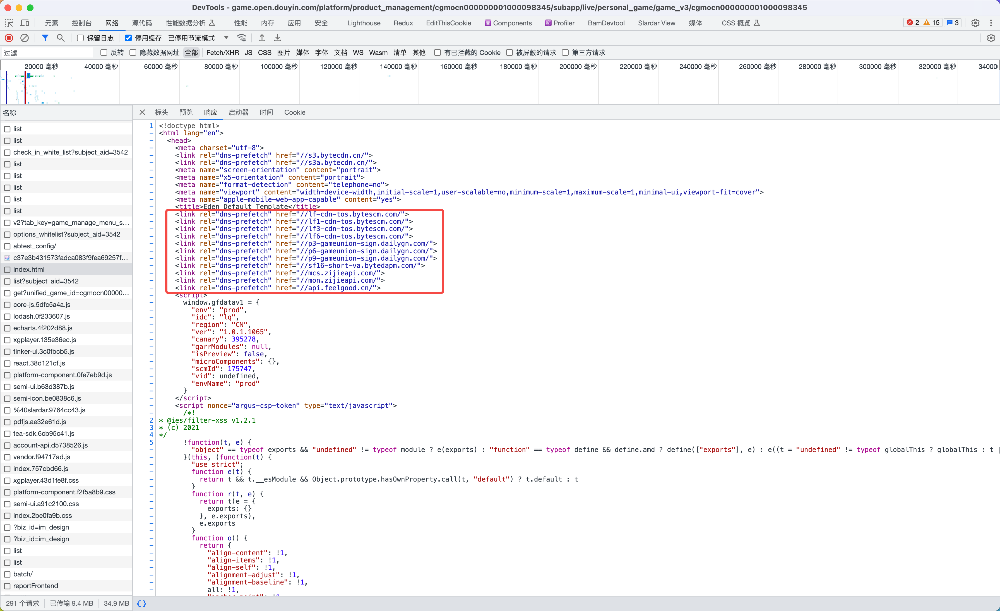 DevTools - game.open.douyin.com/platform/product_management/cgmocn000000001000098345/subapp/live/personal_game/game_v3/cgmocn000000001000098345
元素 控制台 网络 源代码 性能数据分析 性能 内存 应用 安全 Lighthouse Redux EditThisCookie Components Profiler BamDevtool Slardar View 媒体 CSS 概览 2 15 3
保留日志 停用缓存 已停用节流模式
过滤 反转 隐藏数据网址 全部 Fetch/XHR JS CSS 图片 媒体 字体 文档 WS Wasm 清单 其他 有已拦截的 Cookie 被屏蔽的请求 第三方请求
20000 毫秒 40000 毫秒 60000 毫秒 80000 毫秒 100000 毫秒 120000 毫秒 140000 毫秒 160000 毫秒 180000 毫秒 200000 毫秒 220000 毫秒 240000 毫秒 260000 毫秒 280000 毫秒 300000 毫秒 320000 毫秒
名称
list
list
check_in_white_list?subject_aid=3542
list
list
list
list
list
v2?tab_key=game_manage_menu_s…
options_whitelist?subject_aid=3542
abtest_config/
c37e3b431573fadca083f9fea69257f…
index.html
list?subject_aid=3542
get?unified_game_id=cgmocn00000…
core-js.5dfc5a4a.js
lodash.0f233607.js
echarts.4f202d88.js
xgplayer.135e36ec.js
tinker-ui.3c0fbcb5.js
react.38d121cf.js
platform-component.0fe7eb9d.js
semi-ui.b63d387b.js
semi-icon.be0838c6.js
%40slardar.9764cc43.js
pdfjs.ae32e61d.js
tea-sdk.6cb95c41.js
account-api.d5738526.js
vendor.f94717ad.js
index.757cbd66.js
xgplayer.43d1fe8f.css
platform-component.f2f5a8b9.css
semi-ui.a91c2100.css
index.2be0fa9b.css
?biz_id=im_design
?biz_id=im_design
list
list
batch/
reportFrontend
291 个请求 已传输 9.4 MB 34.9 MB
标头 预览 响应 启动器 时间 Cookie
1 <!doctype html>
- <html lang="en">
- <head>
- <meta charset="utf-8">
- <link rel="dns-prefetch" href="//s3.bytecdn.cn/">
- <link rel="dns-prefetch" href="//s3a.bytecdn.cn/">
- <meta name="screen-orientation" content="portrait">
- <meta name="x5-orientation" content="portrait">
- <meta name="format-detection" content="telephone=no">
- <meta name="viewport" content="width=device-width,initial-scale=1,user-scalable=no,minimum-scale=1,maximum-scale=1,minimal-ui,viewport-fit=cover">
- <meta name="apple-mobile-web-app-capable" content="yes">
- <title>Eden Default Template</title>
- <link rel="dns-prefetch" href="//lf-cdn-tos.bytescm.com/">
- <link rel="dns-prefetch" href="//lf1-cdn-tos.bytescm.com/">
- <link rel="dns-prefetch" href="//lf3-cdn-tos.bytescm.com/">
- <link rel="dns-prefetch" href="//lf6-cdn-tos.bytescm.com/">
- <link rel="dns-prefetch" href="//p3-gameunion-sign.dailygn.com/">
- <link rel="dns-prefetch" href="//p6-gameunion-sign.dailygn.com/">
- <link rel="dns-prefetch" href="//p9-gameunion-sign.dailygn.com/">
- <link rel="dns-prefetch" href="//sf16-short-va.bytedapm.com/">
- <link rel="dns-prefetch" href="//mcs.zijieapi.com/">
- <link rel="dns-prefetch" href="//mon.zijieapi.com/">
- <link rel="dns-prefetch" href="//api.feelgood.cn/">
- <script>
- window.gfdatav1 = {
- "env": "prod",
- "idc": "lq",
- "region": "CN",
- "ver": "1.0.1.1065",
- "canary": 395278,
- "garrModules": null,
- "isPreview": false,
- "microComponents": {},
- "scmId": 175747,
- "vid": undefined,
- "envName": "prod"
- }
- </script>
- <script nonce="argus-csp-token" type="text/javascript">
- /*!
2 * @ies/filter-xss v1.2.1
3 * (c) 2021
4 */
5 !function(t, e) {
- "object" == typeof exports && "undefined" != typeof module ? e(exports) : "function" == typeof define && define.amd ? define(["exports"], e) : e((t = "undefined" != typeof globalThis ? globalThis : t
- }(this, (function(t) {
- "use strict";
- function e(t) {
- return t && t.__esModule && Object.prototype.hasOwnProperty.call(t, "default") ? t.default : t
- }
- function r(t, e) {
- return t(e = {
- exports: {}
- }, e.exports),
- e.exports
- }
- function o() {
- return {
- "align-content": !1,
- "align-items": !1,
- "align-self": !1,
- "alignment-adjust": !1,
- "alignment-baseline": !1,
- all: !1,
{}